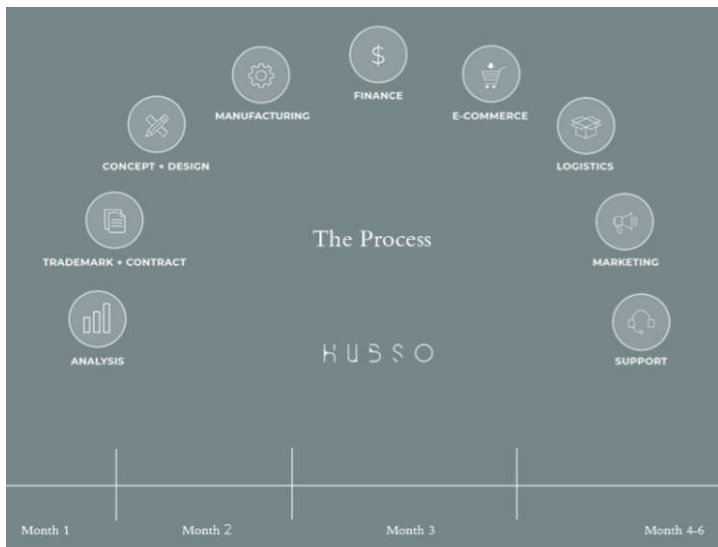 $
FINANCE
MANUFACTURING
E-COMMERCE
CONCEPT + DESIGN
LOGISTICS
TRADEMARK + CONTRACT
The Process
MARKETING
ANALYSIS
HUBSO
SUPPORT
Month 1
Month 2
Month 3
Month 4-6